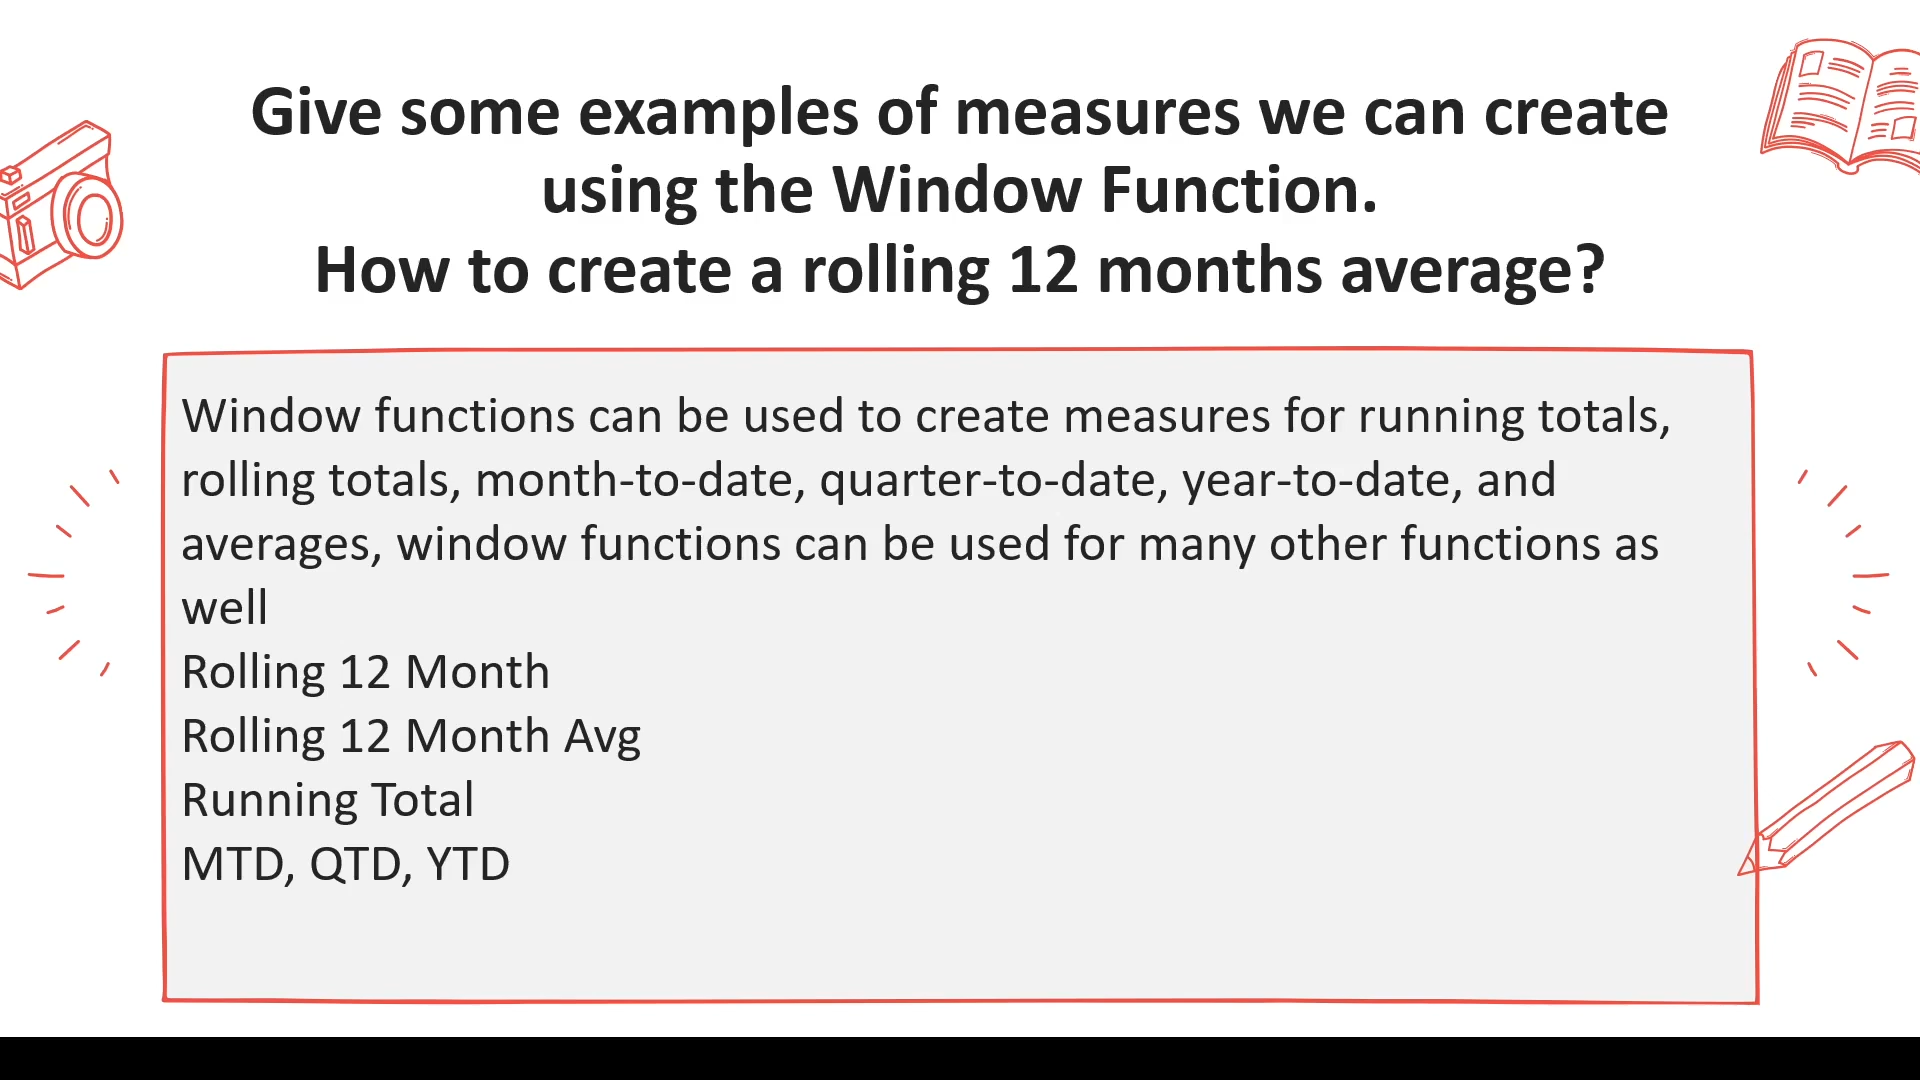 Give some examples of measures we can create
using the Window Function.
How to create a rolling 12 months average?
Window functions can be used to create measures for running totals,
rolling totals, month-to-date, quarter-to-date, year-to-date, and
averages, window functions can be used for many other functions as
well
Rolling 12 Month
Rolling 12 Month Avg
Running Total
MTD, QTD, YTD